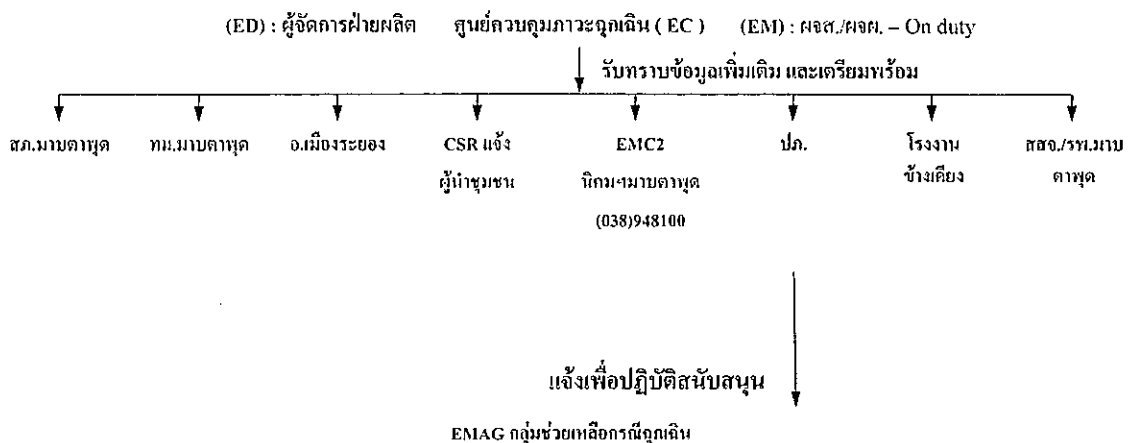 (ED) : ผู้จัดการฝ่ายผลิต ศูนย์ควบคุมภาวะฉุกเฉิน ( EC ) (EM) : ผจส./ผจผ. – On duty
รับทราบข้อมูลเพิ่มเติม และเตรียมพร้อม
สภ.มาบตาพุด ทม.มาบตาพุด อ.เมืองระยอง CSR แจ้ง EMC2 ปภ. โรงงาน สสจ./รพ.มาบ
ผู้นำชุมชน นิคมฯมาบตาพุด ข้างเคียง ตาพุด
(038)948100
แจ้งเพื่อปฏิบัติสนับสนุน
EMAG กลุ่มช่วยเหลือกรณีฉุกเฉิน